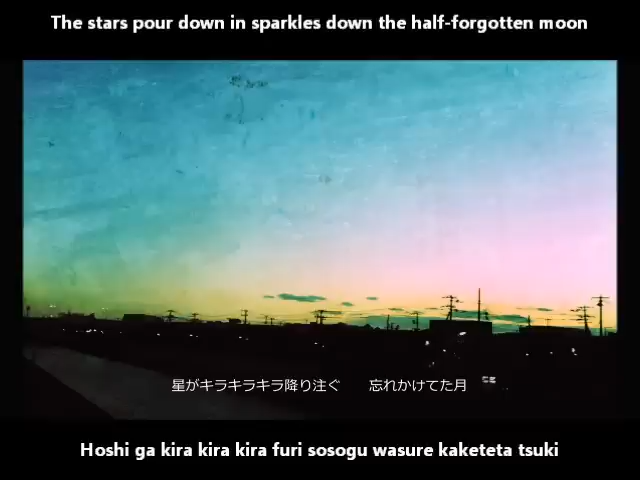 The stars pour down in sparkles down the half-forgotten moon
星がキラキラキラ降り注ぐ　　忘れかけてた月
Hoshi ga kira kira kira furi sosogu wasure kaketeta tsuki